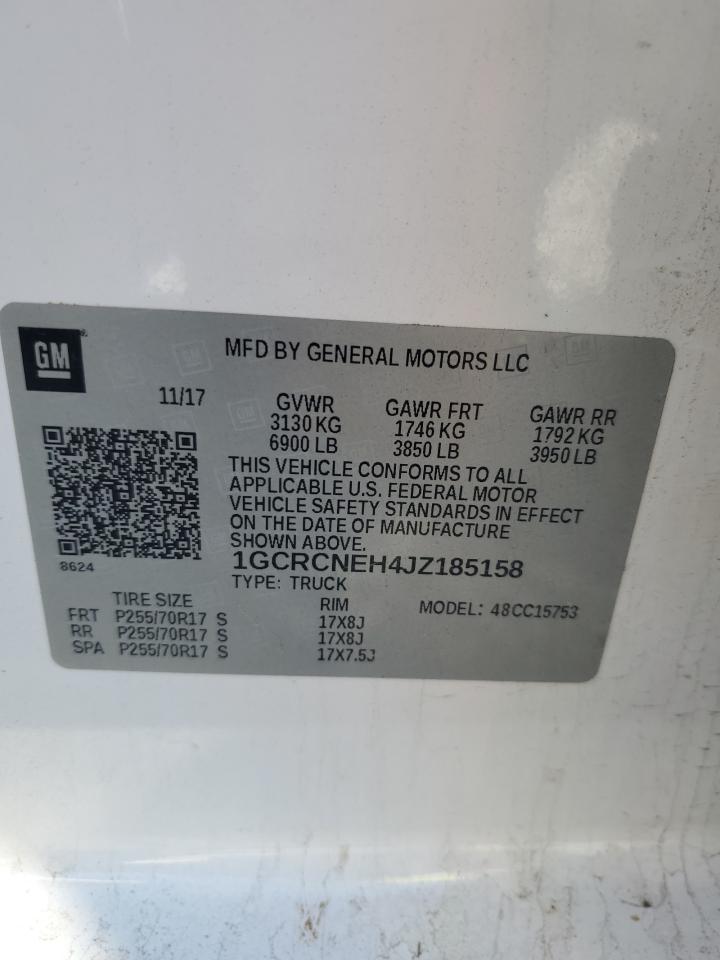 GM
MFD BY GENERAL MOTORS LLC
11/17
GVWR GAWR FRT GAWR RR
3130 KG 1746 KG 1792 KG
6900 LB 3850 LB 3950 LB
THIS VEHICLE CONFORMS TO ALL
APPLICABLE U.S. FEDERAL MOTOR
VEHICLE SAFETY STANDARDS IN EFFECT
ON THE DATE OF MANUFACTURE
SHOWN ABOVE.
8624
1GCRCNEH4JZ185158
TYPE: TRUCK
TIRE SIZE RIM MODEL: 48CC15753
FRT P255/70R17 S 17X8J
RR P255/70R17 S 17X8J
SPA P255/70R17 S 17X7.5J